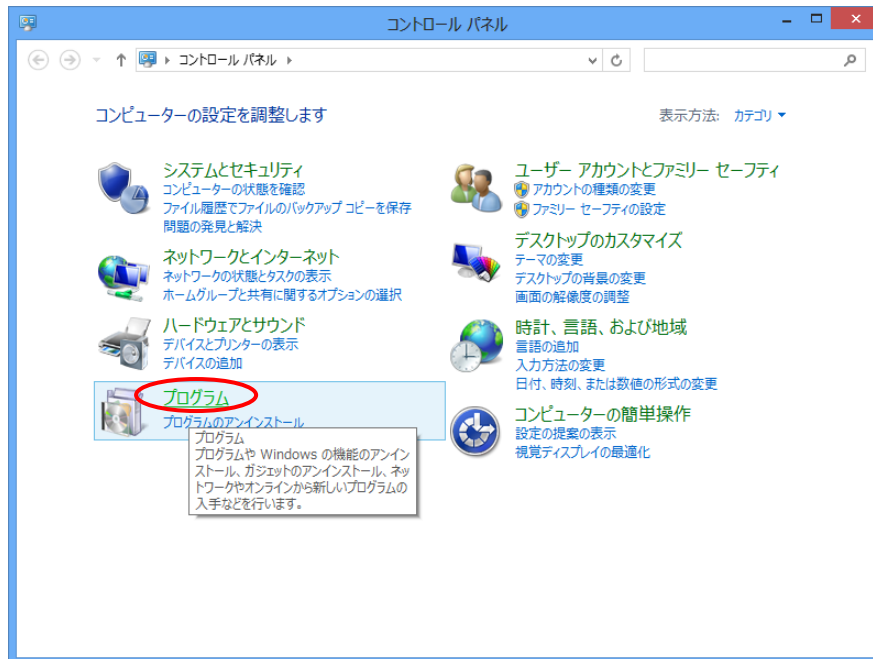 コントロール パネル
コントロール パネル
コンピューターの設定を調整します
表示方法: カテゴリ
システムとセキュリティ
コンピューターの状態を確認
ファイル履歴でファイルのバックアップ コピーを保存
問題の発見と解決
ネットワークとインターネット
ネットワークの状態とタスクの表示
ホームグループと共有に関するオプションの選択
ハードウェアとサウンド
デバイスとプリンターの表示
デバイスの追加
プログラム
プログラムのアンインストール
プログラム
プログラムや Windows の機能のアンイン
ストール、ガジェットのアンインストール、ネッ
トワークやオンラインから新しいプログラムの
入手などを行います。
ユーザー アカウントとファミリー セーフティ
アカウントの種類の変更
ファミリー セーフティの設定
デスクトップのカスタマイズ
テーマの変更
デスクトップの背景の変更
画面の解像度の調整
時計、言語、および地域
言語の追加
入力方法の変更
日付、時刻、または数値の形式の変更
コンピューターの簡単操作
設定の提案の表示
視覚ディスプレイの最適化